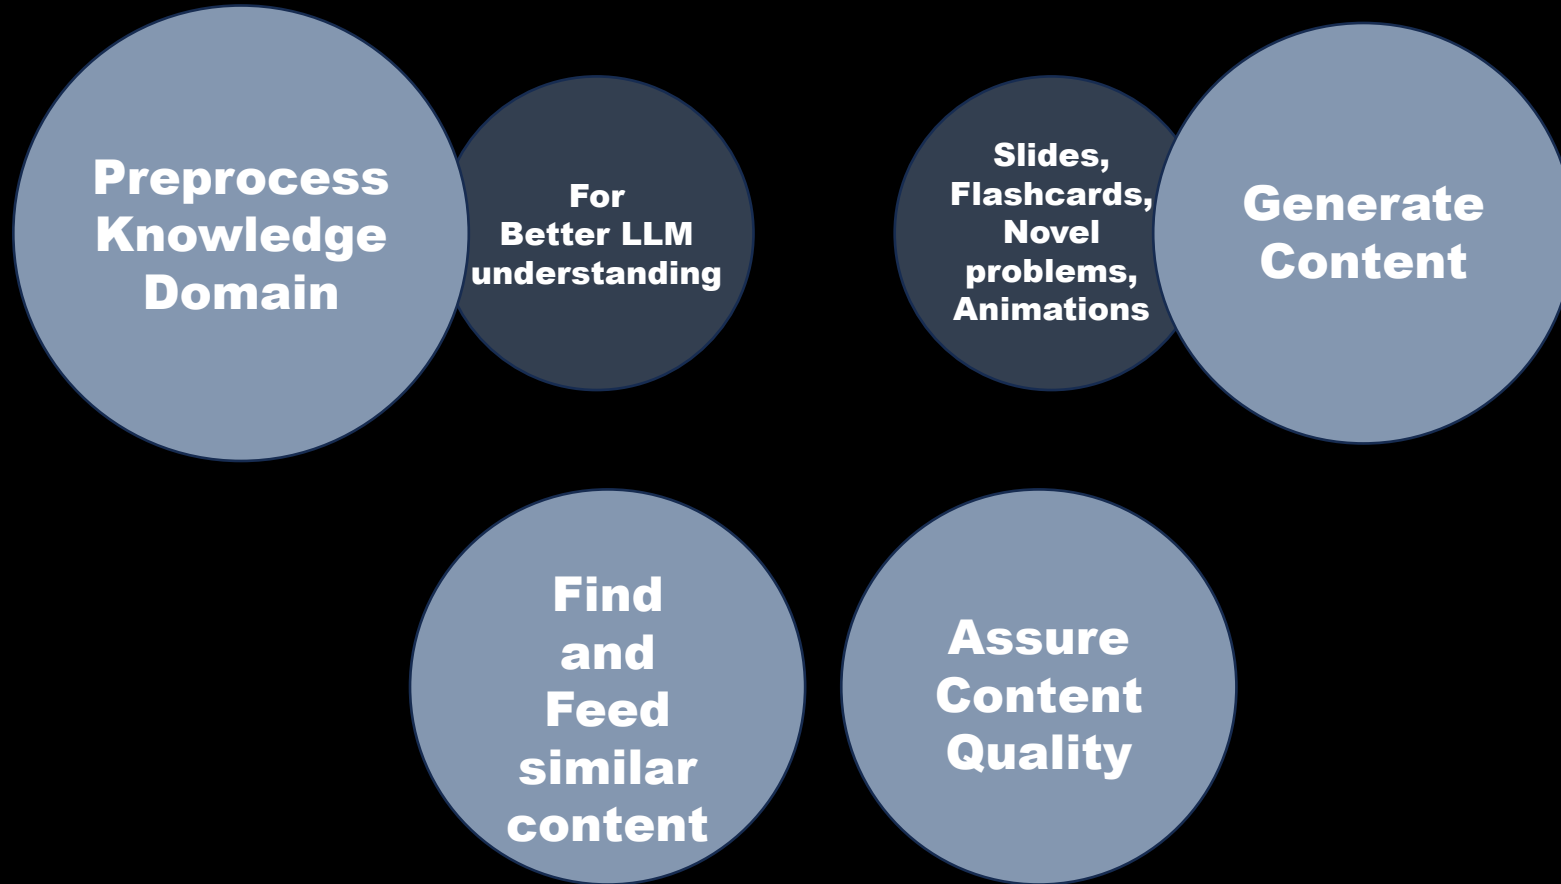 Preprocess
Knowledge
Domain
For
Better LLM
understanding
Slides,
Flashcards,
Novel
problems,
Animations
Generate
Content
Find
and
Feed
similar
content
Assure
Content
Quality